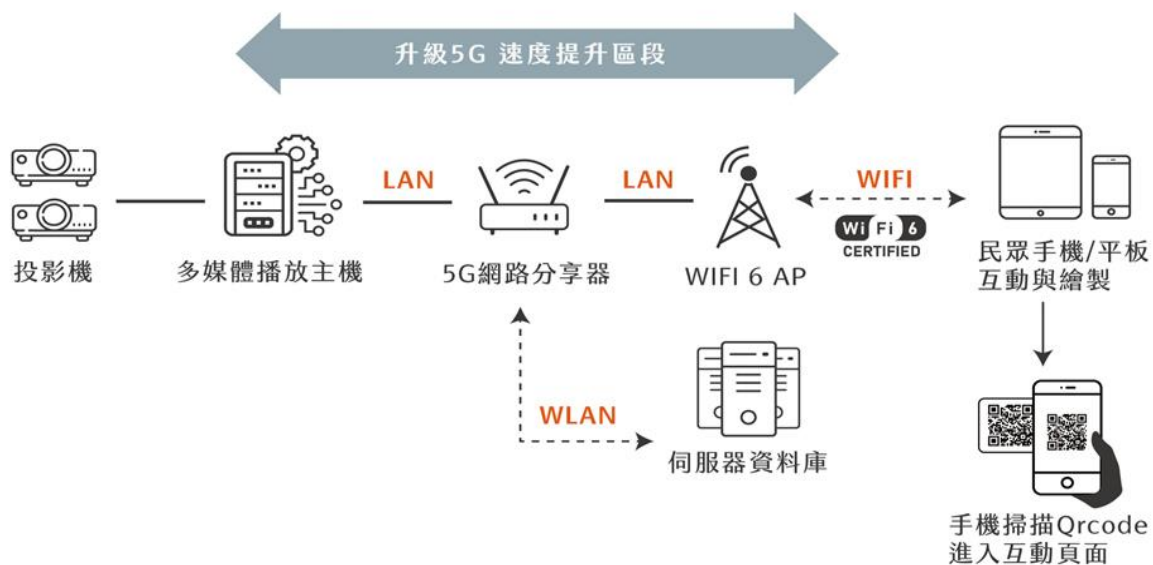 升級5G 速度提升區段
LAN
LAN
WIFI
Wi Fi 6
CERTIFIED
投影機
多媒體播放主機
5G網路分享器
WIFI 6 AP
民眾手機/平板
互動與繪製
WLAN
伺服器資料庫
手機掃描Qrcode
進入互動頁面